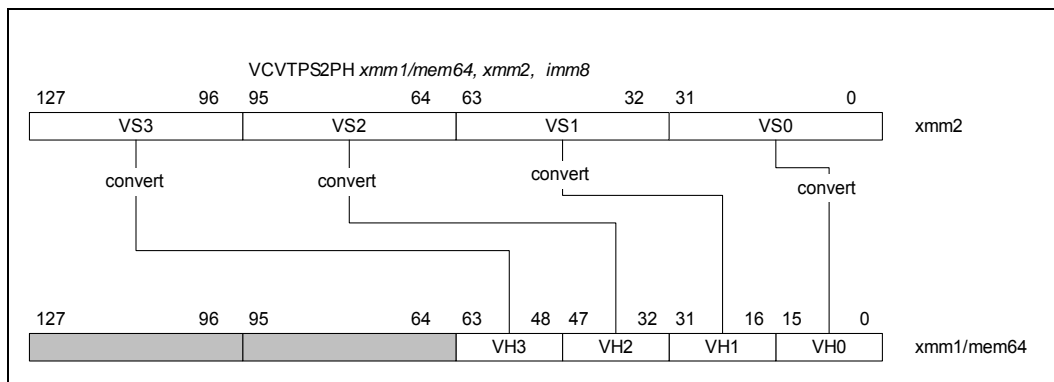 VCVTPS2PH xmm1/mem64, xmm2, imm8
127 96 95 64 63 32 31 0
VS3 VS2 VS1 VS0 xmm2
convert convert convert convert
127 96 95 64 63 48 47 32 31 16 15 0
VH3 VH2 VH1 VH0 xmm1/mem64